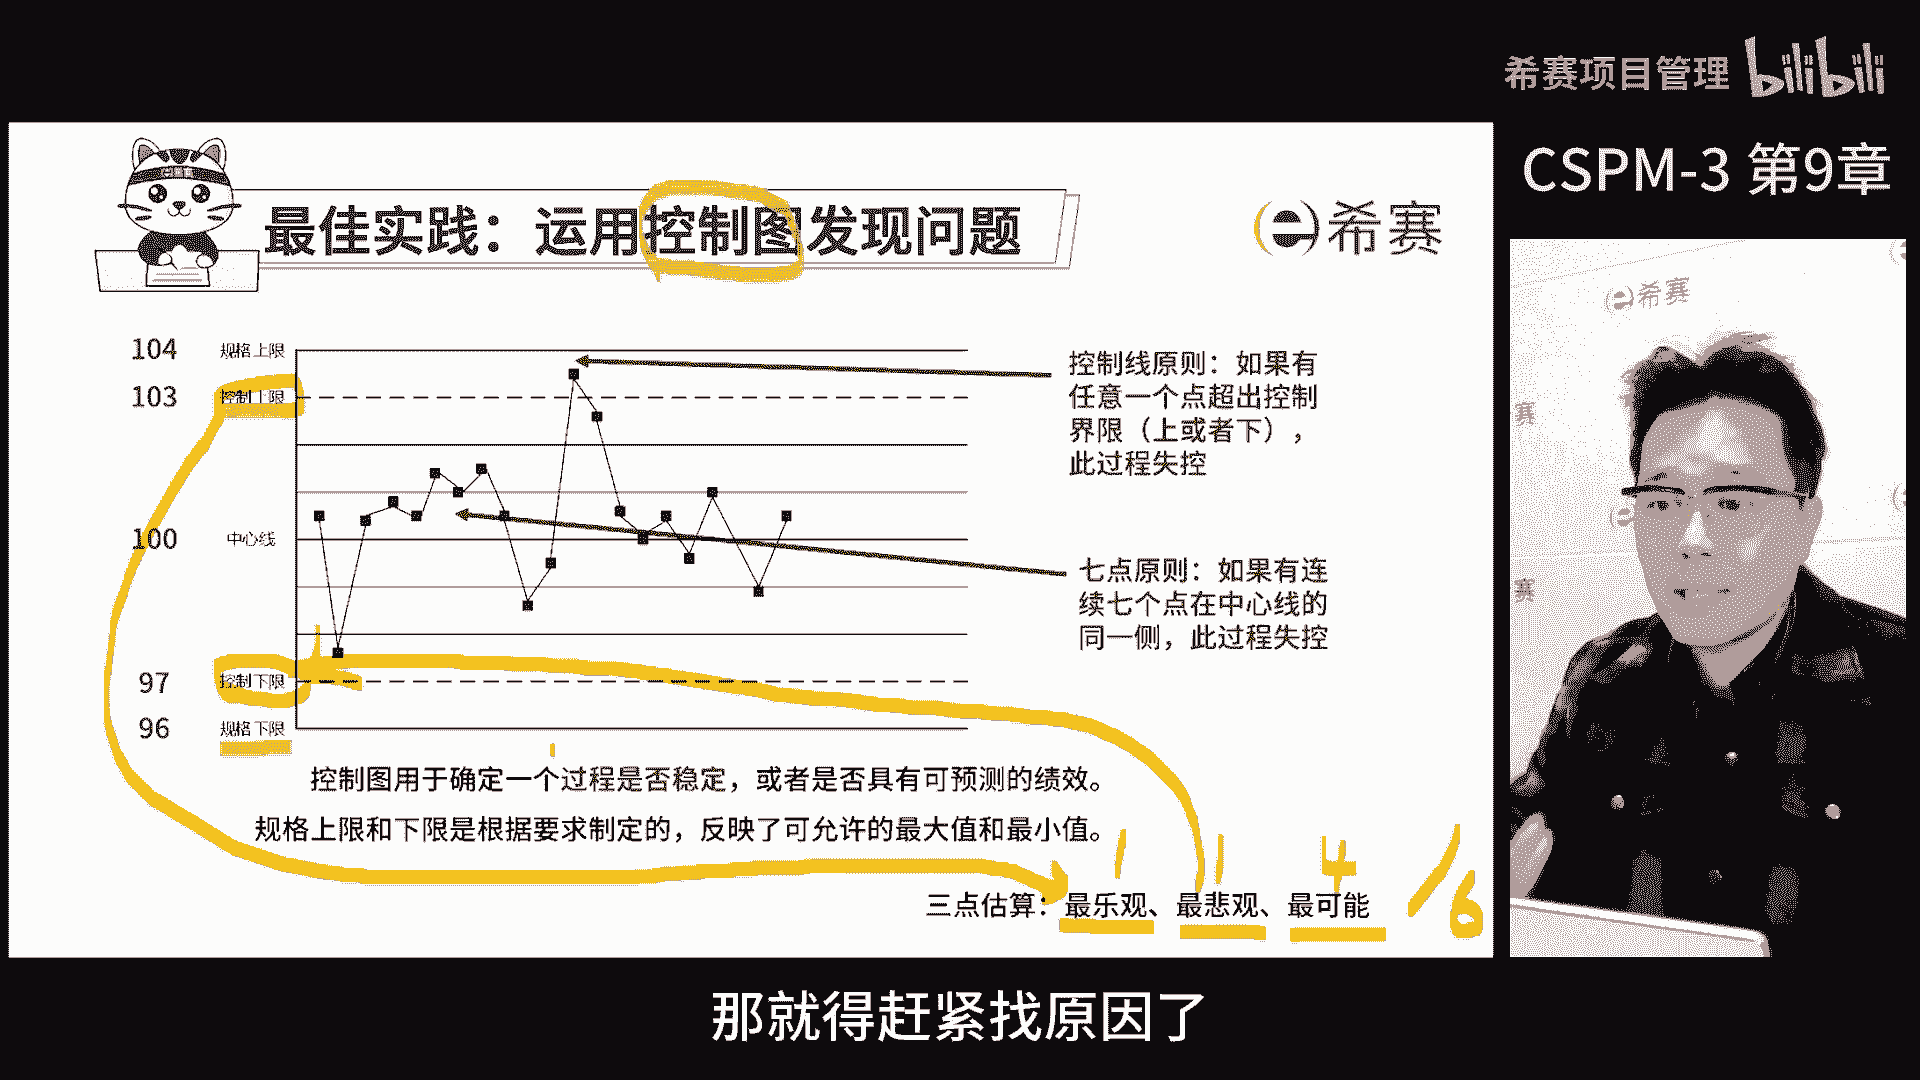 希赛项目管理 bilibili
CSPM-3 第9章
最佳实践：运用控制图发现问题
希赛
希赛
赛
赛
104 规格上限
103 控制上限
100 中心线
97 控制下限
96 规格下限
控制线原则：如果有
任意一个点超出控制
界限（上或者下），
此过程失控
七点原则：如果有连
续七个点在中心线的
同一侧，此过程失控
控制图用于确定一个过程是否稳定，或者是否具有可预测的绩效。
规格上限和下限是根据要求制定的，反映了可允许的最大值和最小值。
1 1 4 /6
三点估算：最乐观、最悲观、最可能
那就得赶紧找原因了